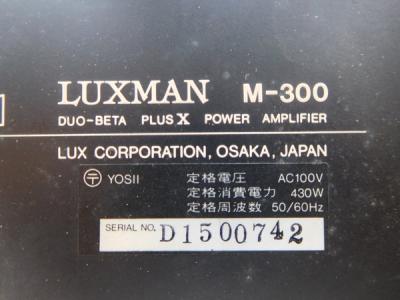 LUXMAN M-300
DUO-BETA PLUS X POWER AMPLIFIER
LUX CORPORATION, OSAKA, JAPAN
〒 YOSII 定格電圧 AC100V
定格消費電力 430W
定格周波数 50/60Hz
SERIAL NO. D1500742